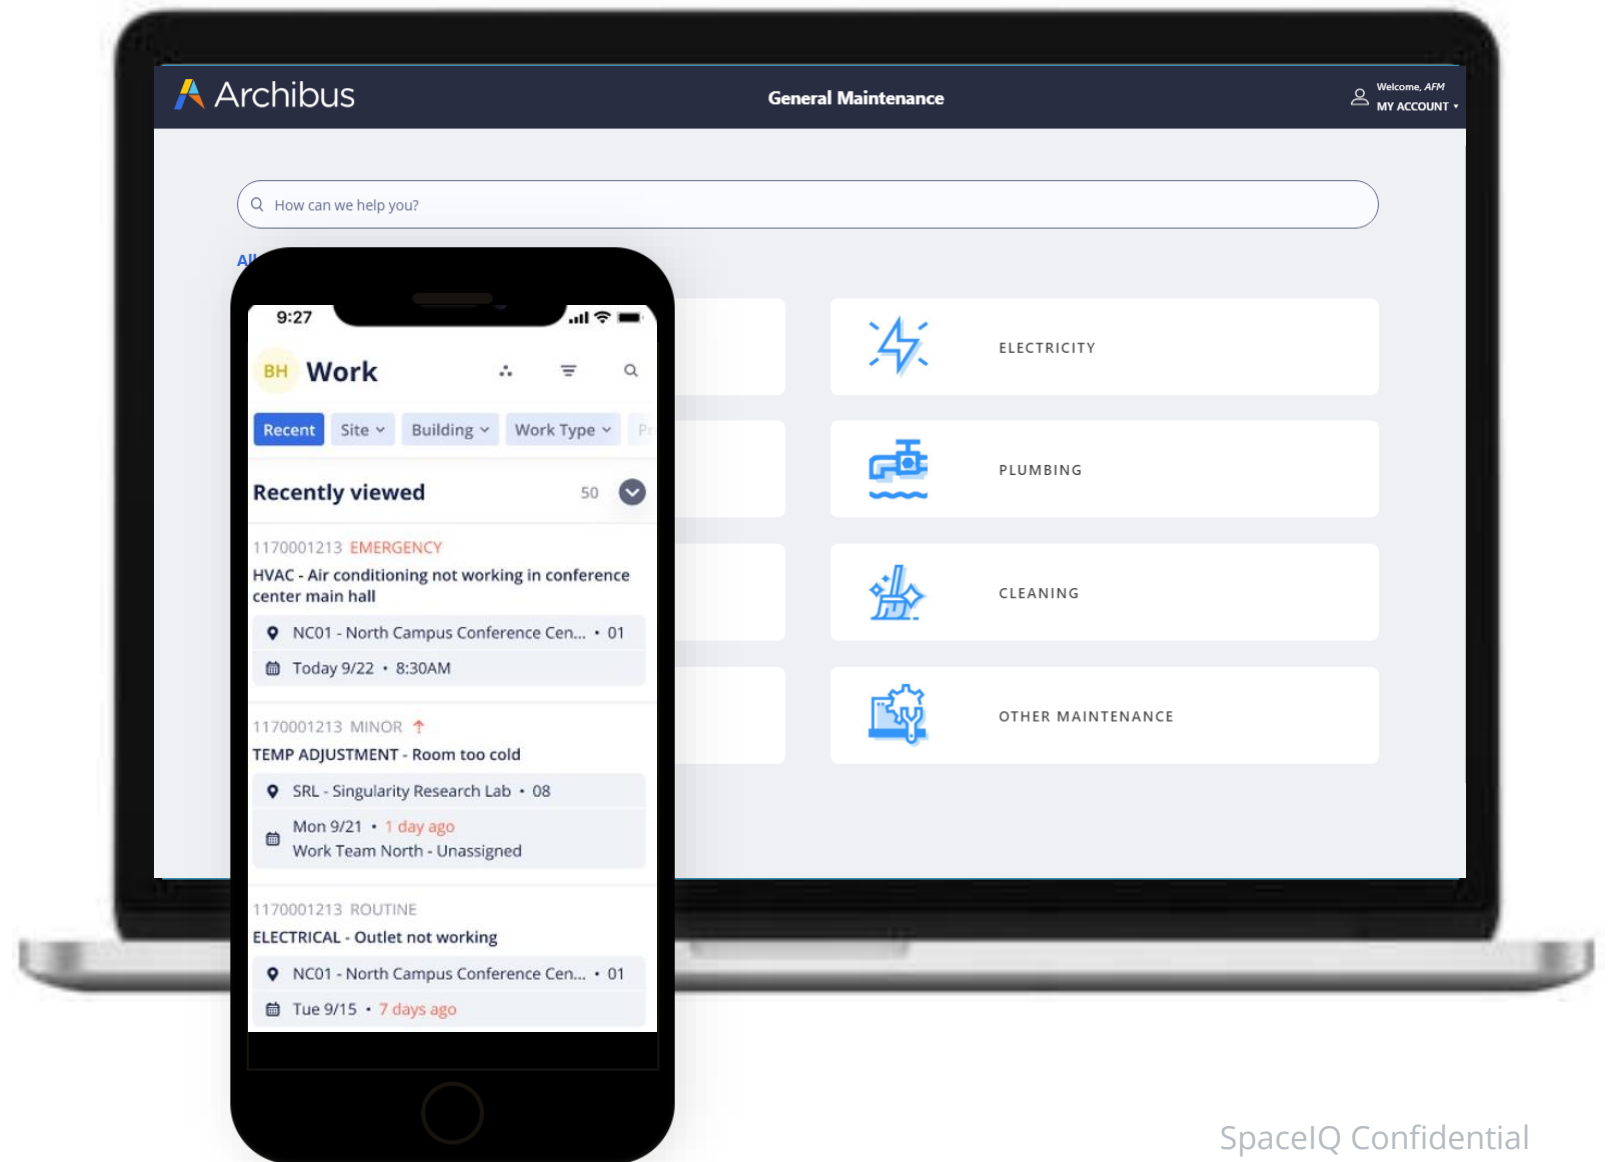 Archibus
General Maintenance
Welcome, AFM
MY ACCOUNT
How can we help you?
All
ELECTRICITY
PLUMBING
CLEANING
OTHER MAINTENANCE
9:27
BH Work
Recent Site Building Work Type
Recently viewed 50
1170001213 EMERGENCY
HVAC - Air conditioning not working in conference
center main hall
NC01 - North Campus Conference Cen... • 01
Today 9/22 • 8:30AM
1170001213 MINOR ↑
TEMP ADJUSTMENT - Room too cold
SRL - Singularity Research Lab • 08
Mon 9/21 • 1 day ago
Work Team North - Unassigned
1170001213 ROUTINE
ELECTRICAL - Outlet not working
NC01 - North Campus Conference Cen... • 01
Tue 9/15 • 7 days ago
SpaceIQ Confidential